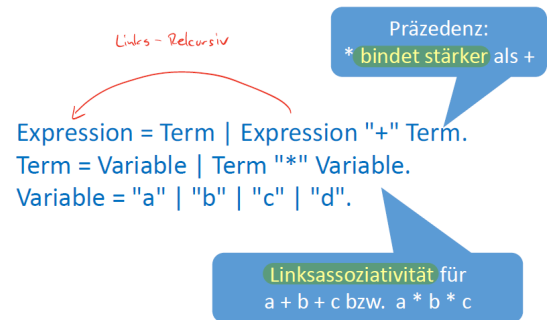 Präzedenz:
* bindet stärker als +
Links-Rekursiv
Expression = Term | Expression "+" Term.
Term = Variable | Term "*" Variable.
Variable = "a" | "b" | "c" | "d".
Linksassoziativität für
a + b + c bzw. a * b * c